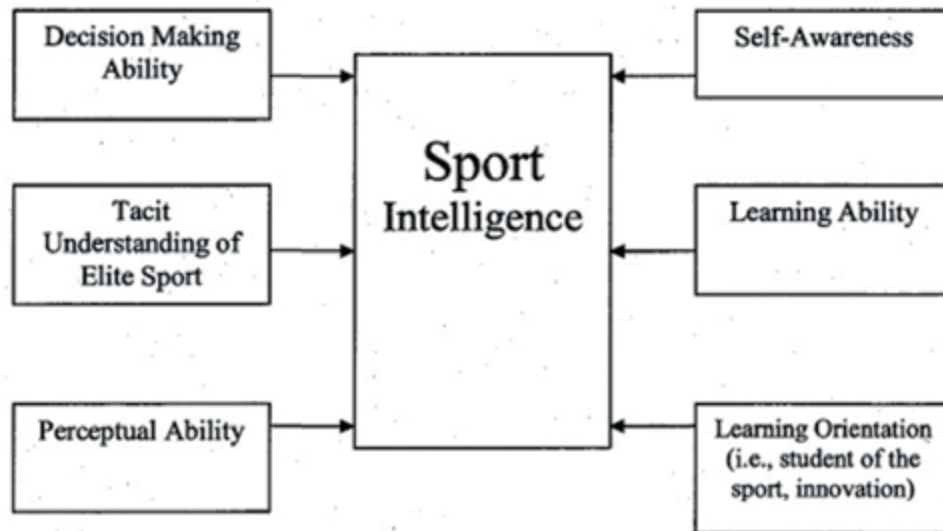 Decision Making
Ability
Tacit
Understanding of
Elite Sport
Perceptual Ability
Sport
Intelligence
Self-Awareness
Learning Ability
Learning Orientation
(i.e., student of the
sport, innovation)